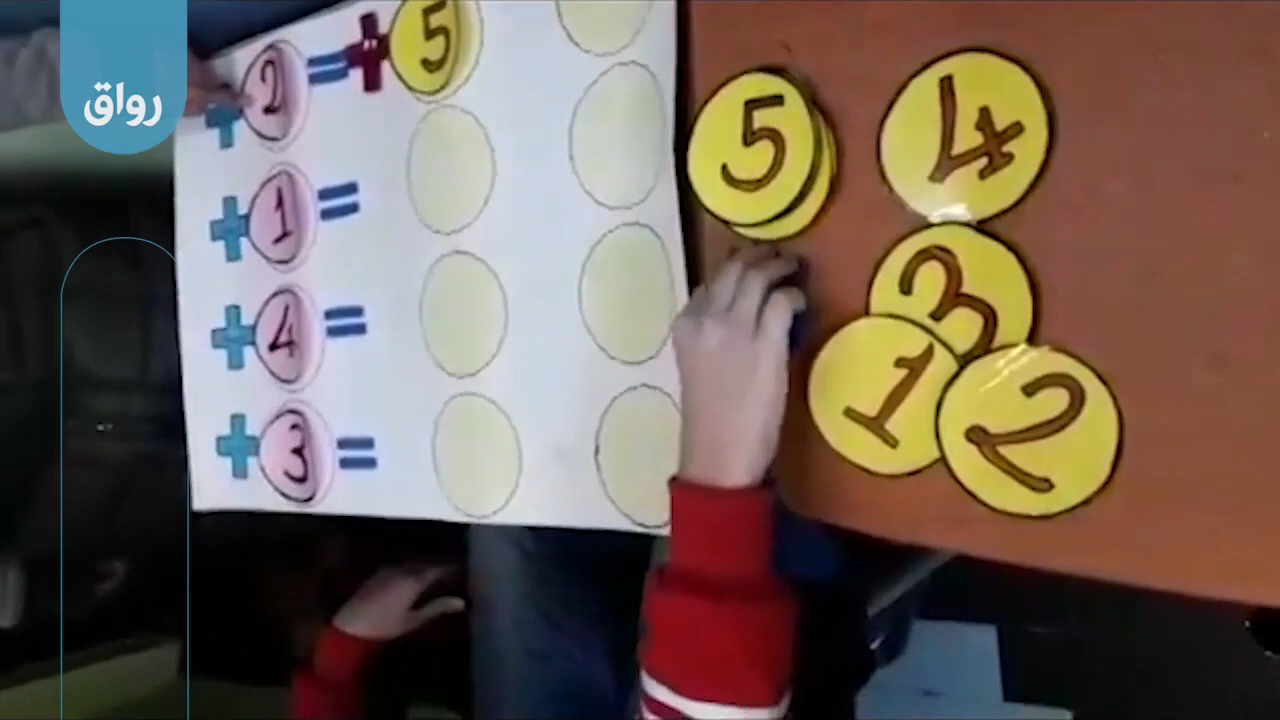 رواق
+ 2 = + 5
+ 1 =
+ 4 =
+ 3 =
5
4
3
1
2